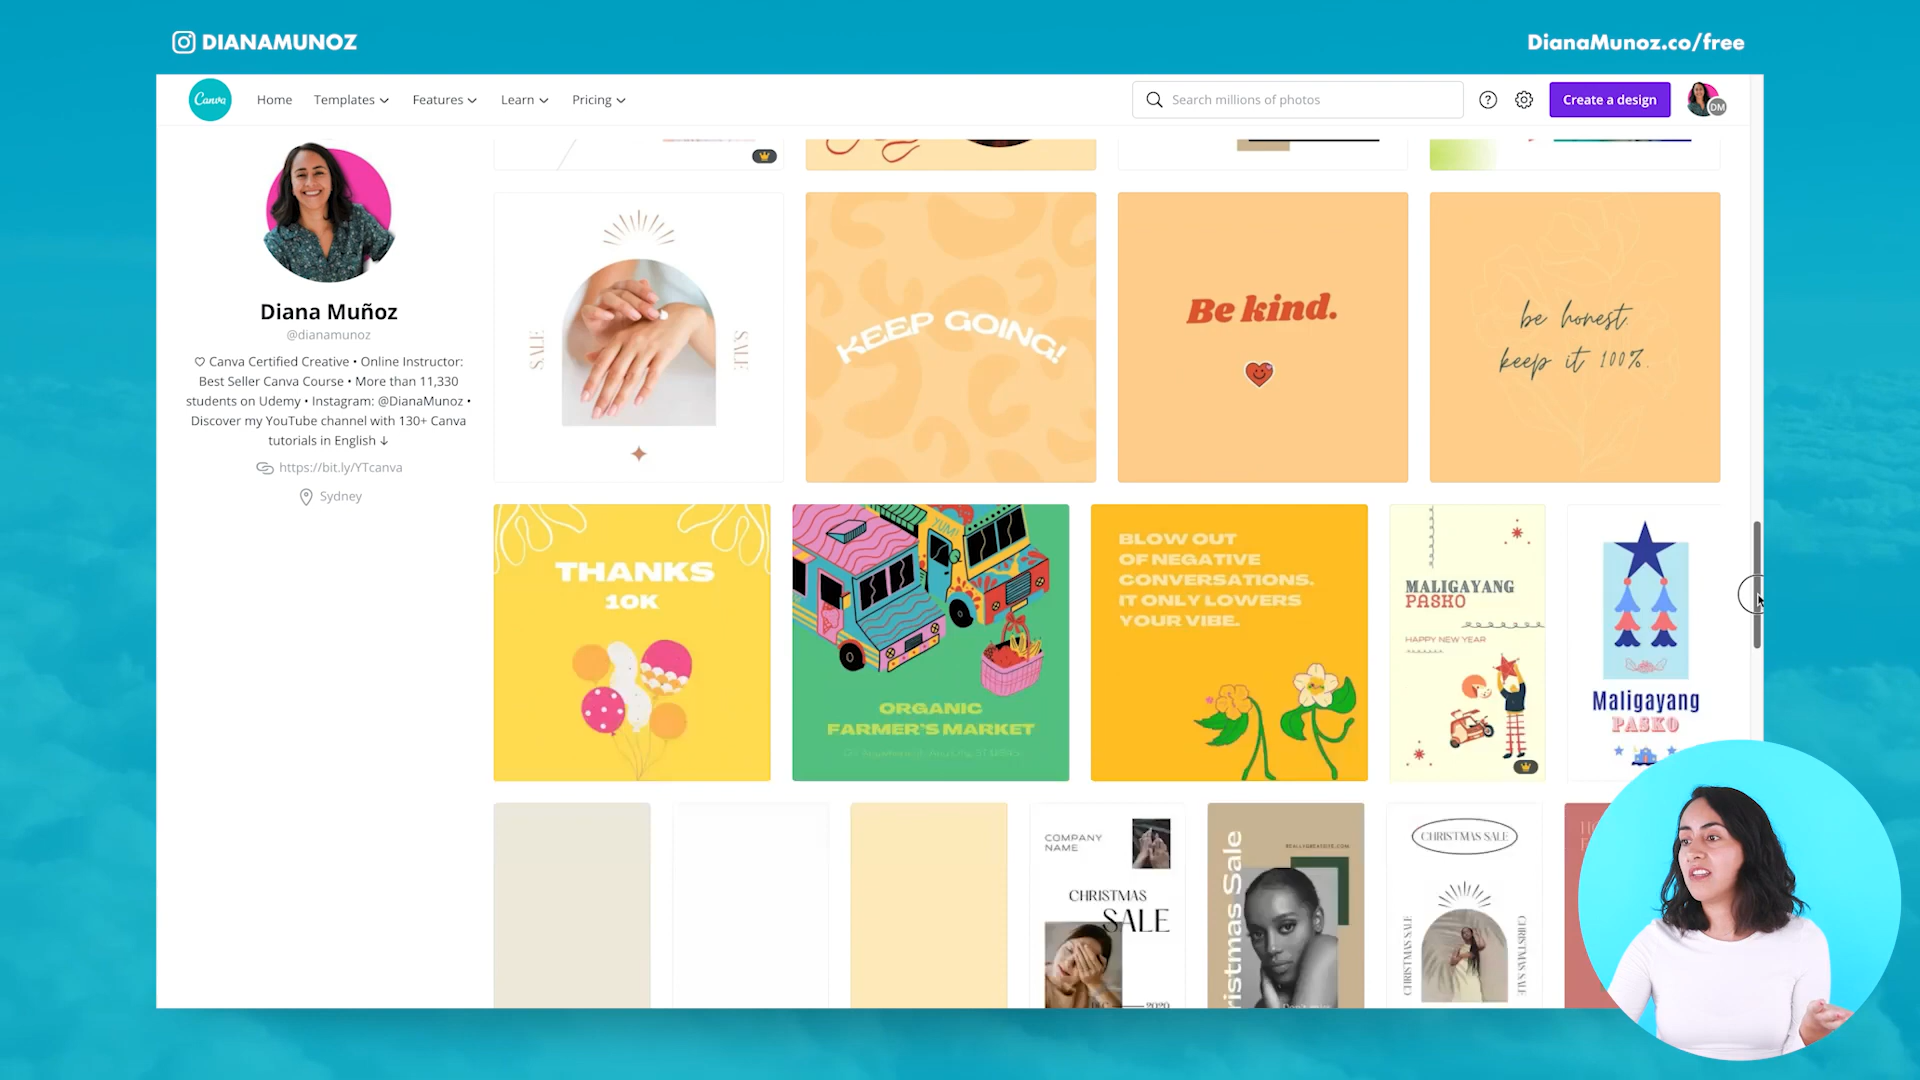 DIANAMUNOZ
DianaMunoz.co/free
Canva
Home
Templates
Features
Learn
Pricing
Search millions of photos
Create a design
DM
Diana Muñoz
@dianamunoz
♡ Canva Certified Creative • Online Instructor:
Best Seller Canva Course • More than 11,330
students on Udemy • Instagram: @DianaMunoz •
Discover my YouTube channel with 130+ Canva
tutorials in English ↓
https://bit.ly/YTcanva
Sydney
SALE
SALE
KEEP GOING!
Be kind.
be honest.
keep it 100%.
THANKS
10K
YUM!
ORGANIC
FARMER'S MARKET
BLOW OUT
OF NEGATIVE
CONVERSATIONS.
IT ONLY LOWERS
YOUR VIBE.
MALIGAYANG
PASKO
HAPPY NEW YEAR
Maligayang
PASKO
COMPANY
NAME
CHRISTMAS
SALE
2020
Christmas Sale
REALLYGREATSITE.COM
CHRISTMAS SALE
CHRISTMAS SALE
CHRISTMAS SALE